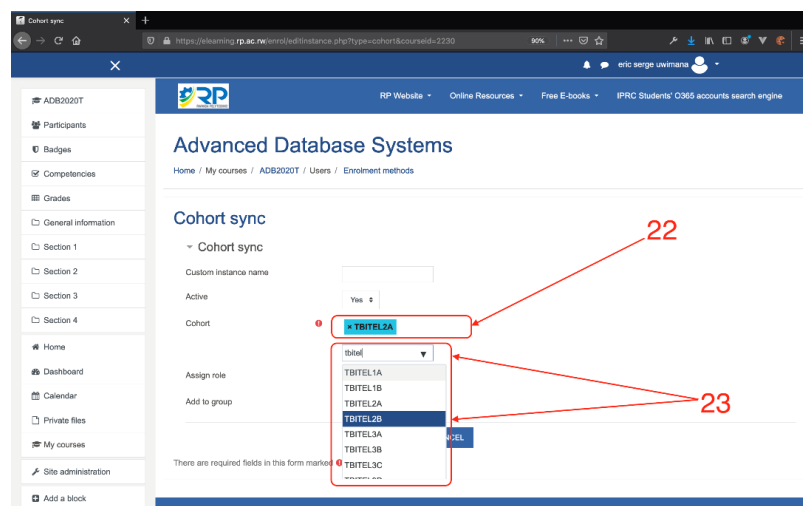 Cohort sync
https://elearning.rp.ac.rw/enrol/editinstance.php?type=cohort&courseid=2230
90%
eric serge uwimana
RP
RP Website
Online Resources
Free E-books
IPRC Students' O365 accounts search engine
ADB2020T
Participants
Badges
Competencies
Grades
General information
Section 1
Section 2
Section 3
Section 4
Home
Dashboard
Calendar
Private files
My courses
Site administration
Add a block
Advanced Database Systems
Home / My courses / ADB2020T / Users / Enrolment methods
Cohort sync
Cohort sync
Custom instance name
Active
Yes
Cohort
× TBITEL2A
tbitel
TBITEL1A
TBITEL1B
TBITEL2A
TBITEL2B
TBITEL3A
TBITEL3B
TBITEL3C
Assign role
Add to group
NCEL
There are required fields in this form marked
22
23